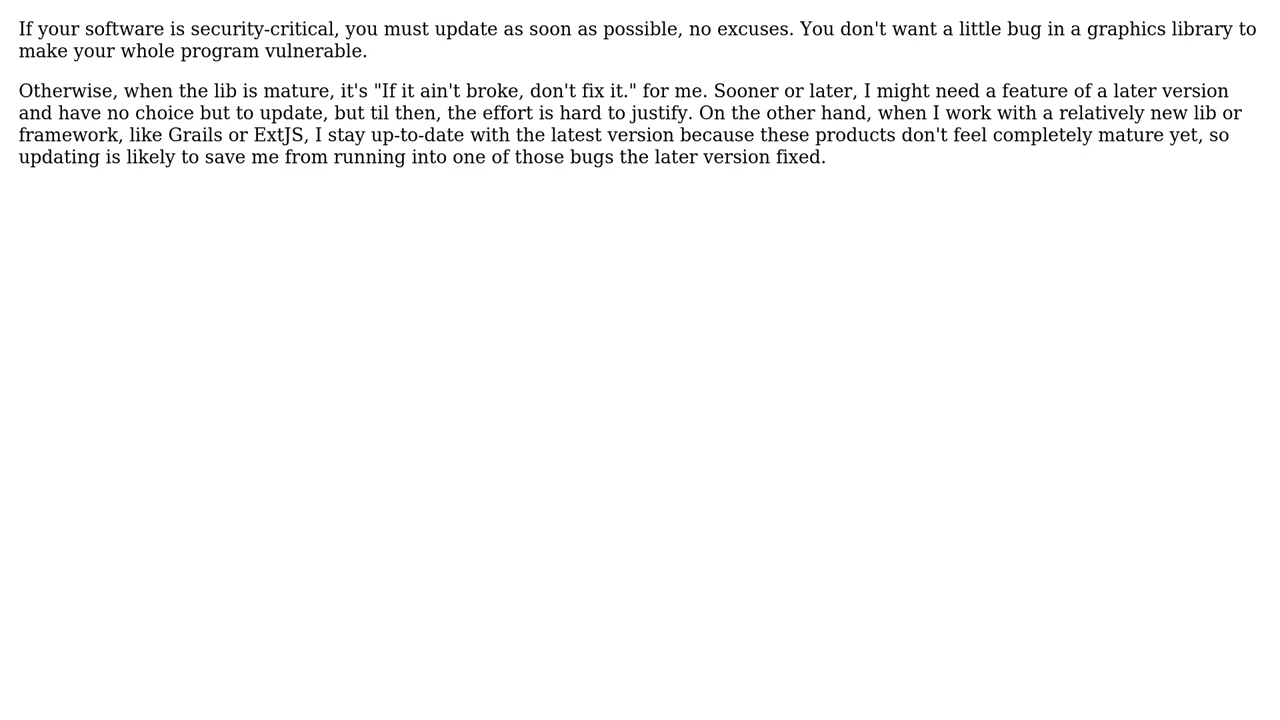 If your software is security-critical, you must update as soon as possible, no excuses. You don't want a little bug in a graphics library to
make your whole program vulnerable.
Otherwise, when the lib is mature, it's "If it ain't broke, don't fix it." for me. Sooner or later, I might need a feature of a later version
and have no choice but to update, but til then, the effort is hard to justify. On the other hand, when I work with a relatively new lib or
framework, like Grails or ExtJS, I stay up-to-date with the latest version because these products don't feel completely mature yet, so
updating is likely to save me from running into one of those bugs the later version fixed.